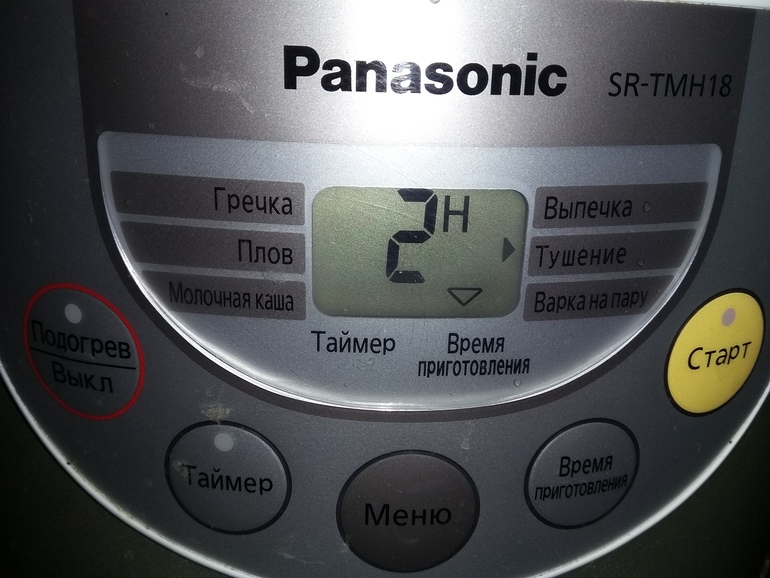 Panasonic SR-TMH18
Гречка
Плов
Молочная каша
2H
Выпечка
Тушение
Варка на пару
Таймер
Время
приготовления
Подогрев
Выкл
Таймер
Меню
Время
приготовления
Старт